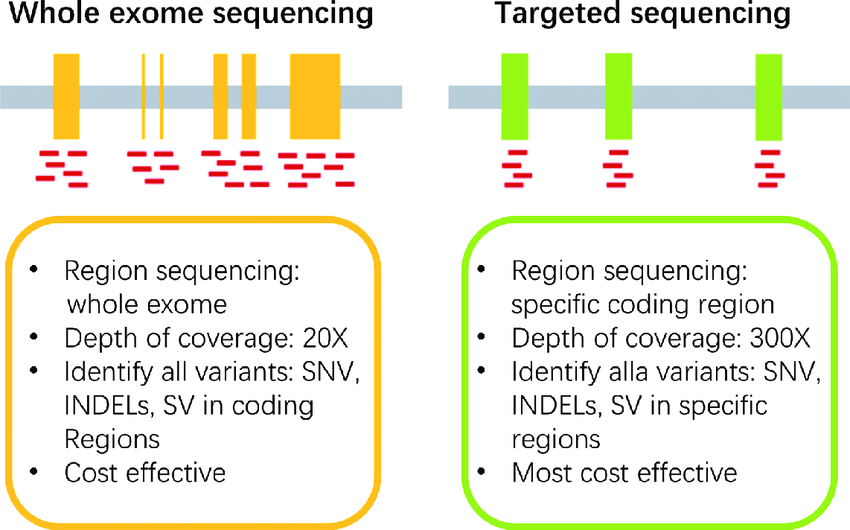 Whole exome sequencing
• Region sequencing:
whole exome
• Depth of coverage: 20X
• Identify all variants: SNV,
INDELs, SV in coding
Regions
• Cost effective
Targeted sequencing
• Region sequencing:
specific coding region
• Depth of coverage: 300X
• Identify alla variants: SNV,
INDELs, SV in specific
regions
• Most cost effective